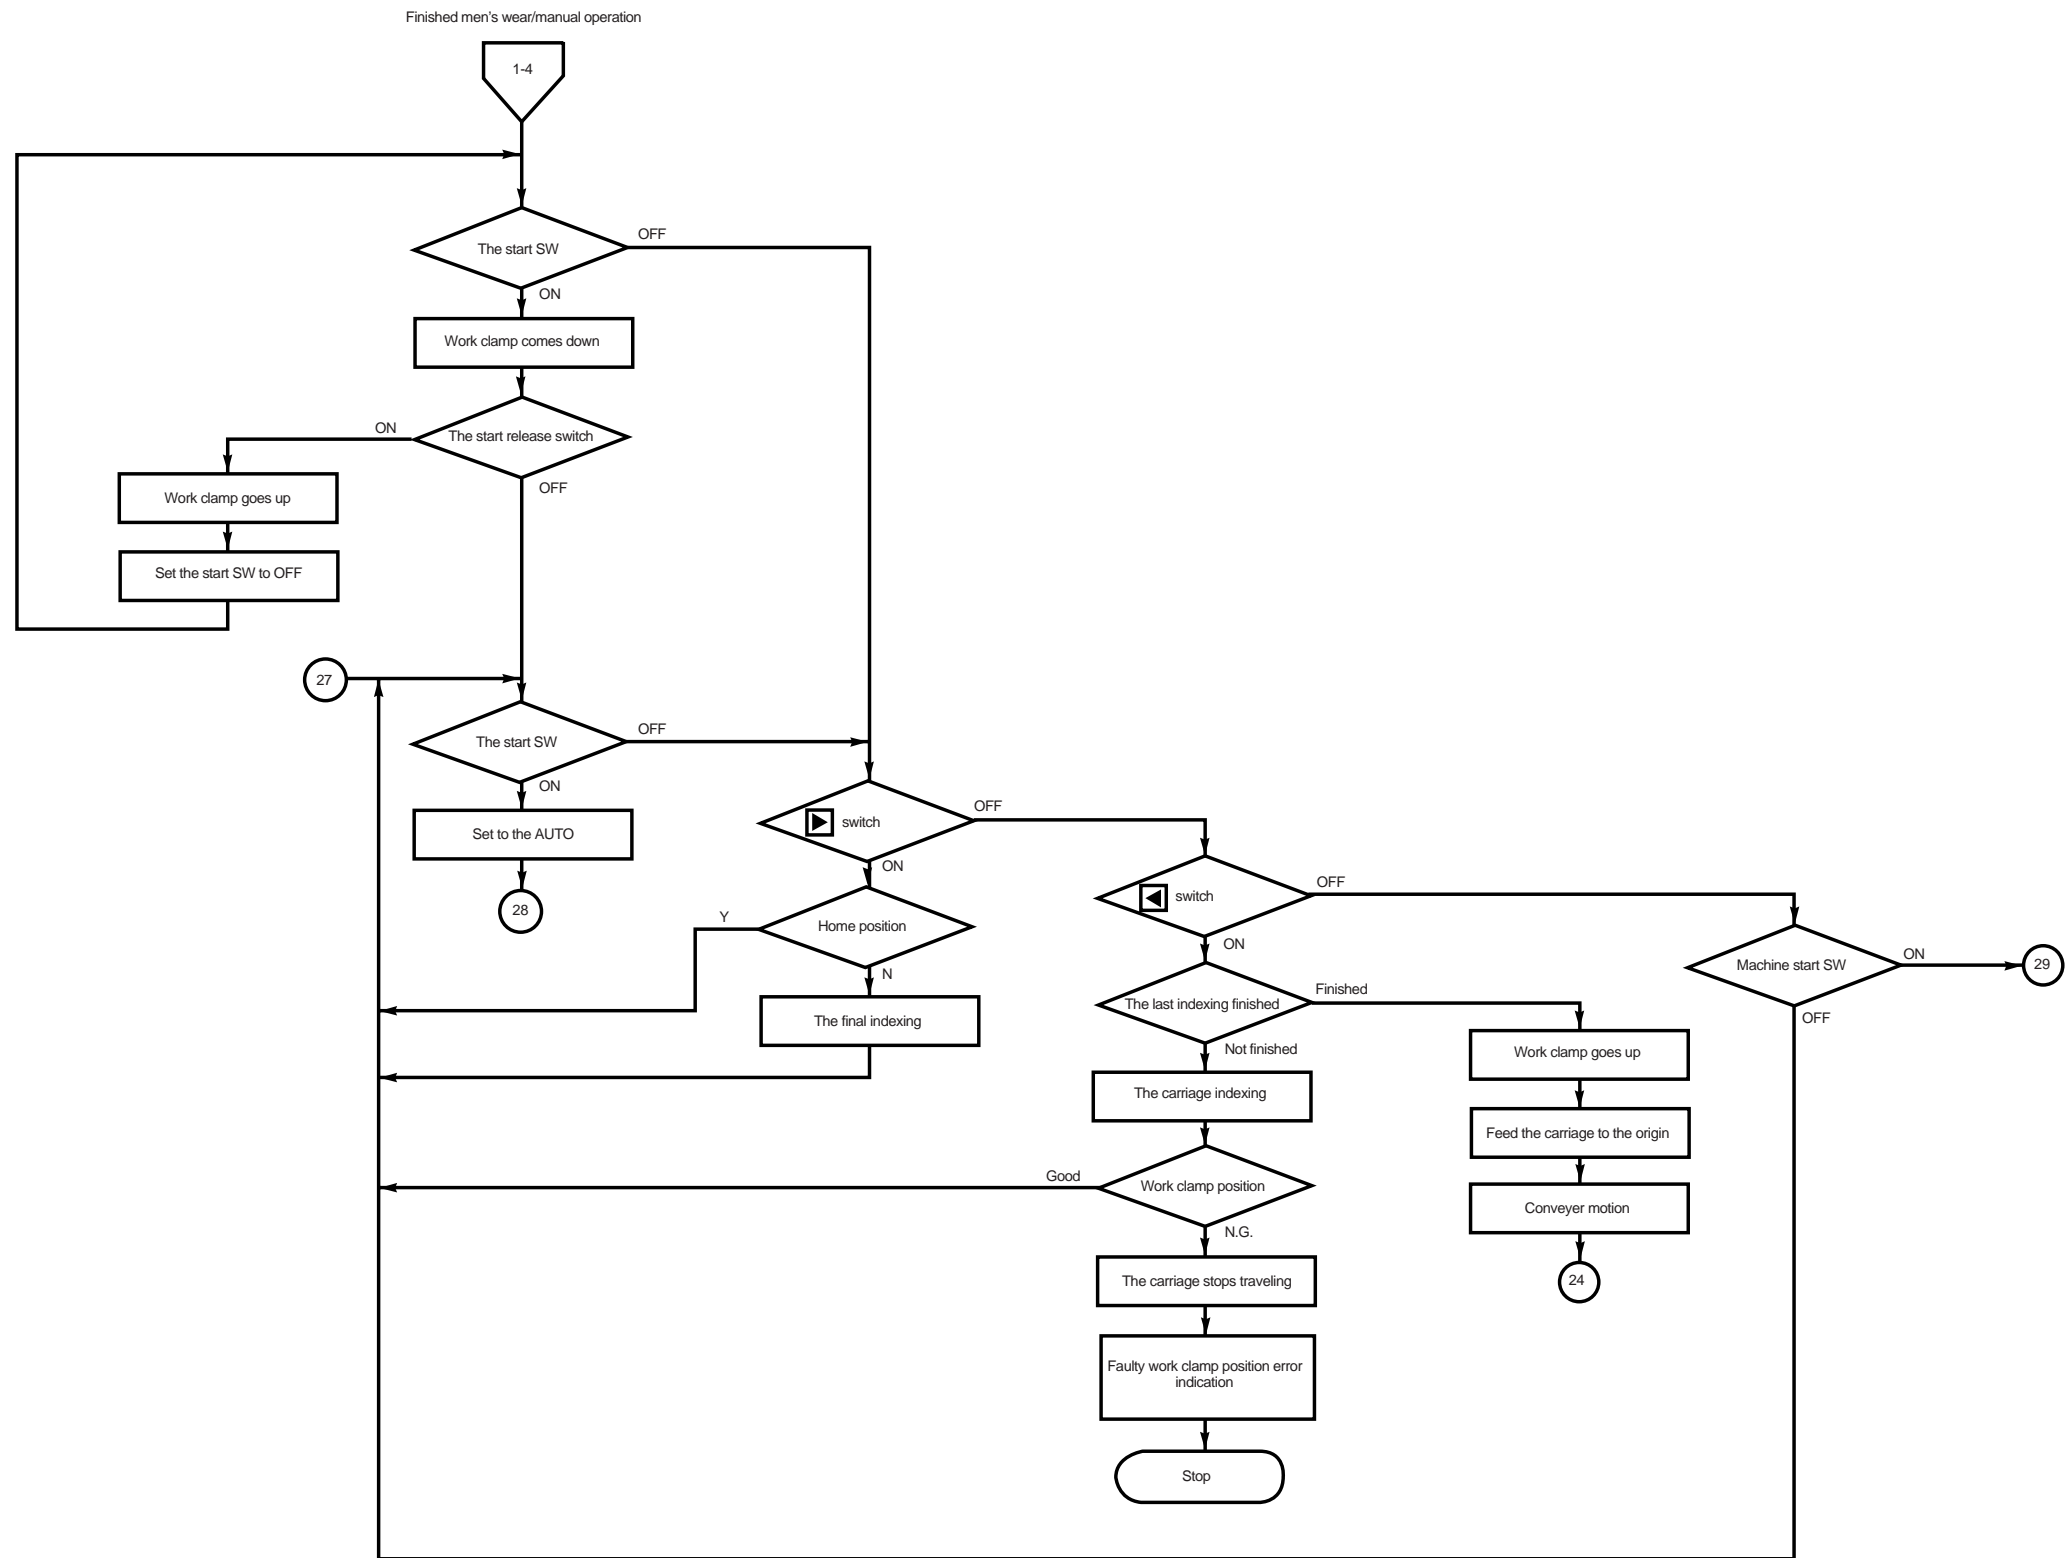 Finished men's wear/manual operation
1-4
The start SW
OFF
ON
Work clamp comes down
The start release switch
ON
OFF
Work clamp goes up
Set the start SW to OFF
27
The start SW
OFF
ON
Set to the AUTO
28
switch
OFF
ON
Home position
Y
N
The final indexing
switch
OFF
ON
The last indexing finished
Finished
Not finished
The carriage indexing
Work clamp position
Good
N.G.
The carriage stops traveling
Faulty work clamp position error
indication
Stop
Work clamp goes up
Feed the carriage to the origin
Conveyer motion
24
Machine start SW
ON
OFF
29